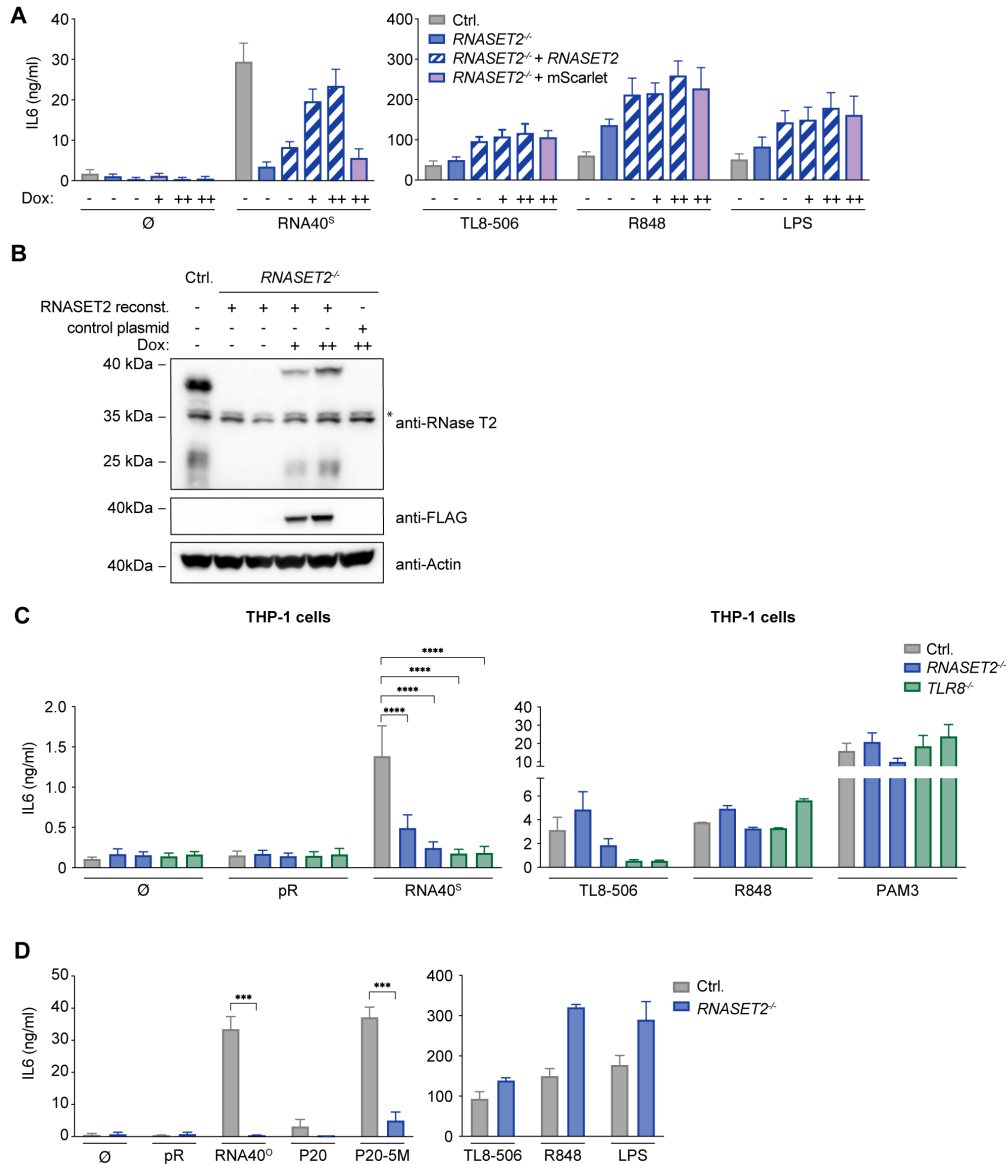 A
IL6 (ng/ml)
40
30
20
10
0
400
300
200
100
0
Ctrl.
RNASET2-/-
RNASET2-/- + RNASET2
RNASET2-/- + mScarlet
Dox: - - - + ++ ++ - - - + ++ ++ - - - + ++ ++ - - - + ++ ++ - - - + ++ ++
Ø RNA40S TL8-506 R848 LPS
B
Ctrl. RNASET2-/-
RNASET2 reconst. - + + + + -
control plasmid - - - - - +
Dox: - - - + ++ ++
40 kDa –
35 kDa – * anti-RNase T2
25 kDa –
40kDa – anti-FLAG
40kDa – anti-Actin
C
THP-1 cells THP-1 cells
Ctrl.
RNASET2-/-
TLR8-/-
****
****
****
****
IL6 (ng/ml)
2.0
1.5
1.0
0.5
0
40
30
20
10
6
4
2
0
Ø pR RNA40S TL8-506 R848 PAM3
D
IL6 (ng/ml)
50
40
30
20
10
0
*** ***
400
300
200
100
0
Ctrl.
RNASET2-/-
Ø pR RNA40O P20 P20-5M TL8-506 R848 LPS